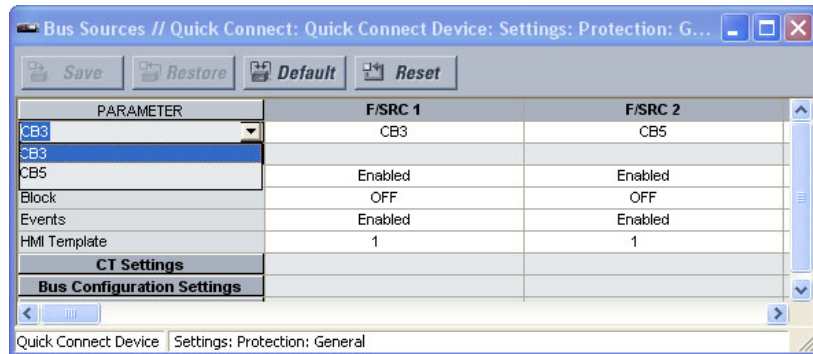 Bus Sources // Quick Connect: Quick Connect Device: Settings: Protection: G...
Save Restore Default Reset
PARAMETER F/SRC 1 F/SRC 2
CB3 CB3 CB5
CB3
CB5 Enabled Enabled
Block OFF OFF
Events Enabled Enabled
HMI Template 1 1
CT Settings
Bus Configuration Settings
Quick Connect Device Settings: Protection: General